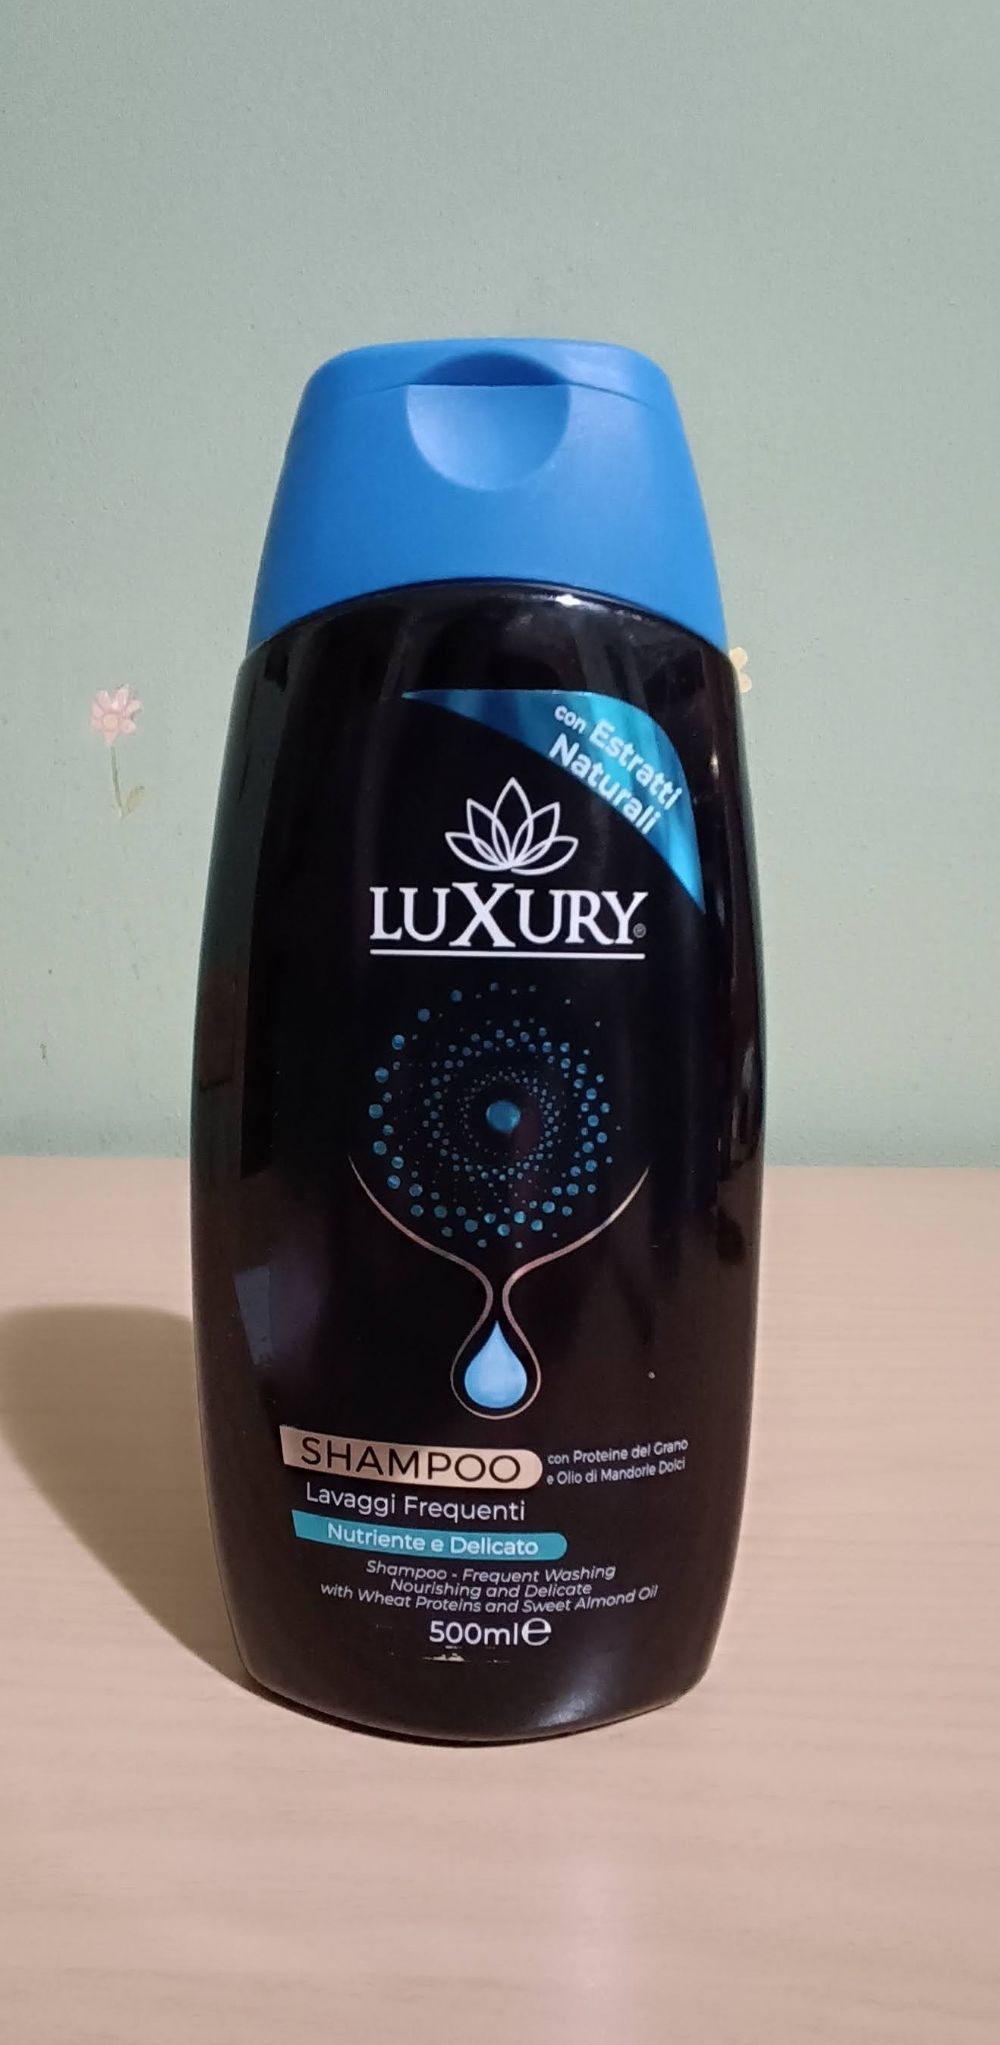 con Estratti
Naturali
LUXURY®
SHAMPOO
con Proteine del Grano
e Olio di Mandorle Dolci
Lavaggi Frequenti
Nutriente e Delicato
Shampoo - Frequent Washing
Nourishing and Delicate
with Wheat Proteins and Sweet Almond Oil
500ml℮